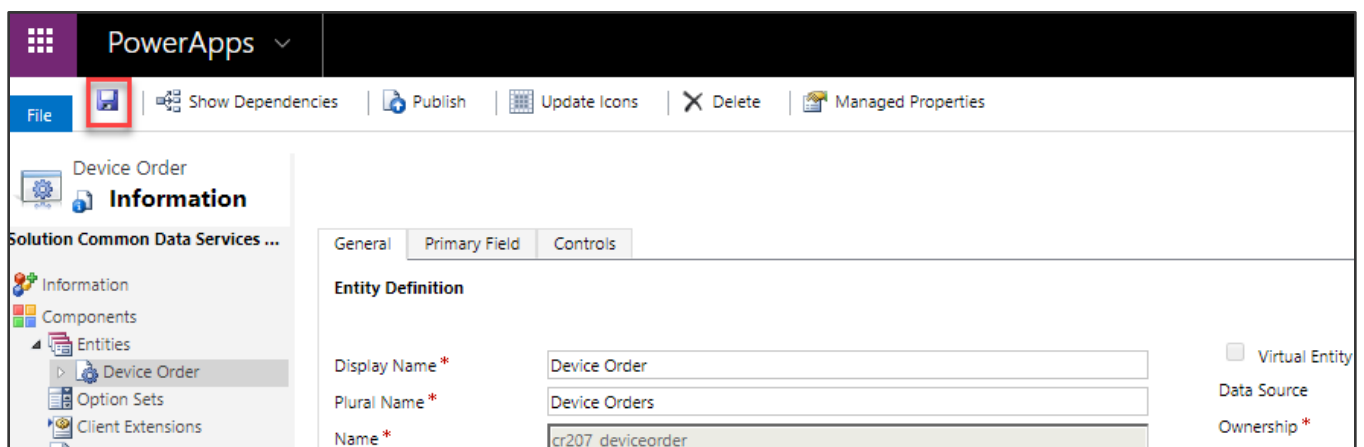 PowerApps
File Show Dependencies Publish Update Icons Delete Managed Properties
Device Order
Information
Solution Common Data Services ...
General Primary Field Controls
Information
Entity Definition
Components
Entities
Display Name * Device Order Virtual Entity
Device Order
Plural Name * Device Orders Data Source
Option Sets
Client Extensions
Name * cr207_deviceorder Ownership *